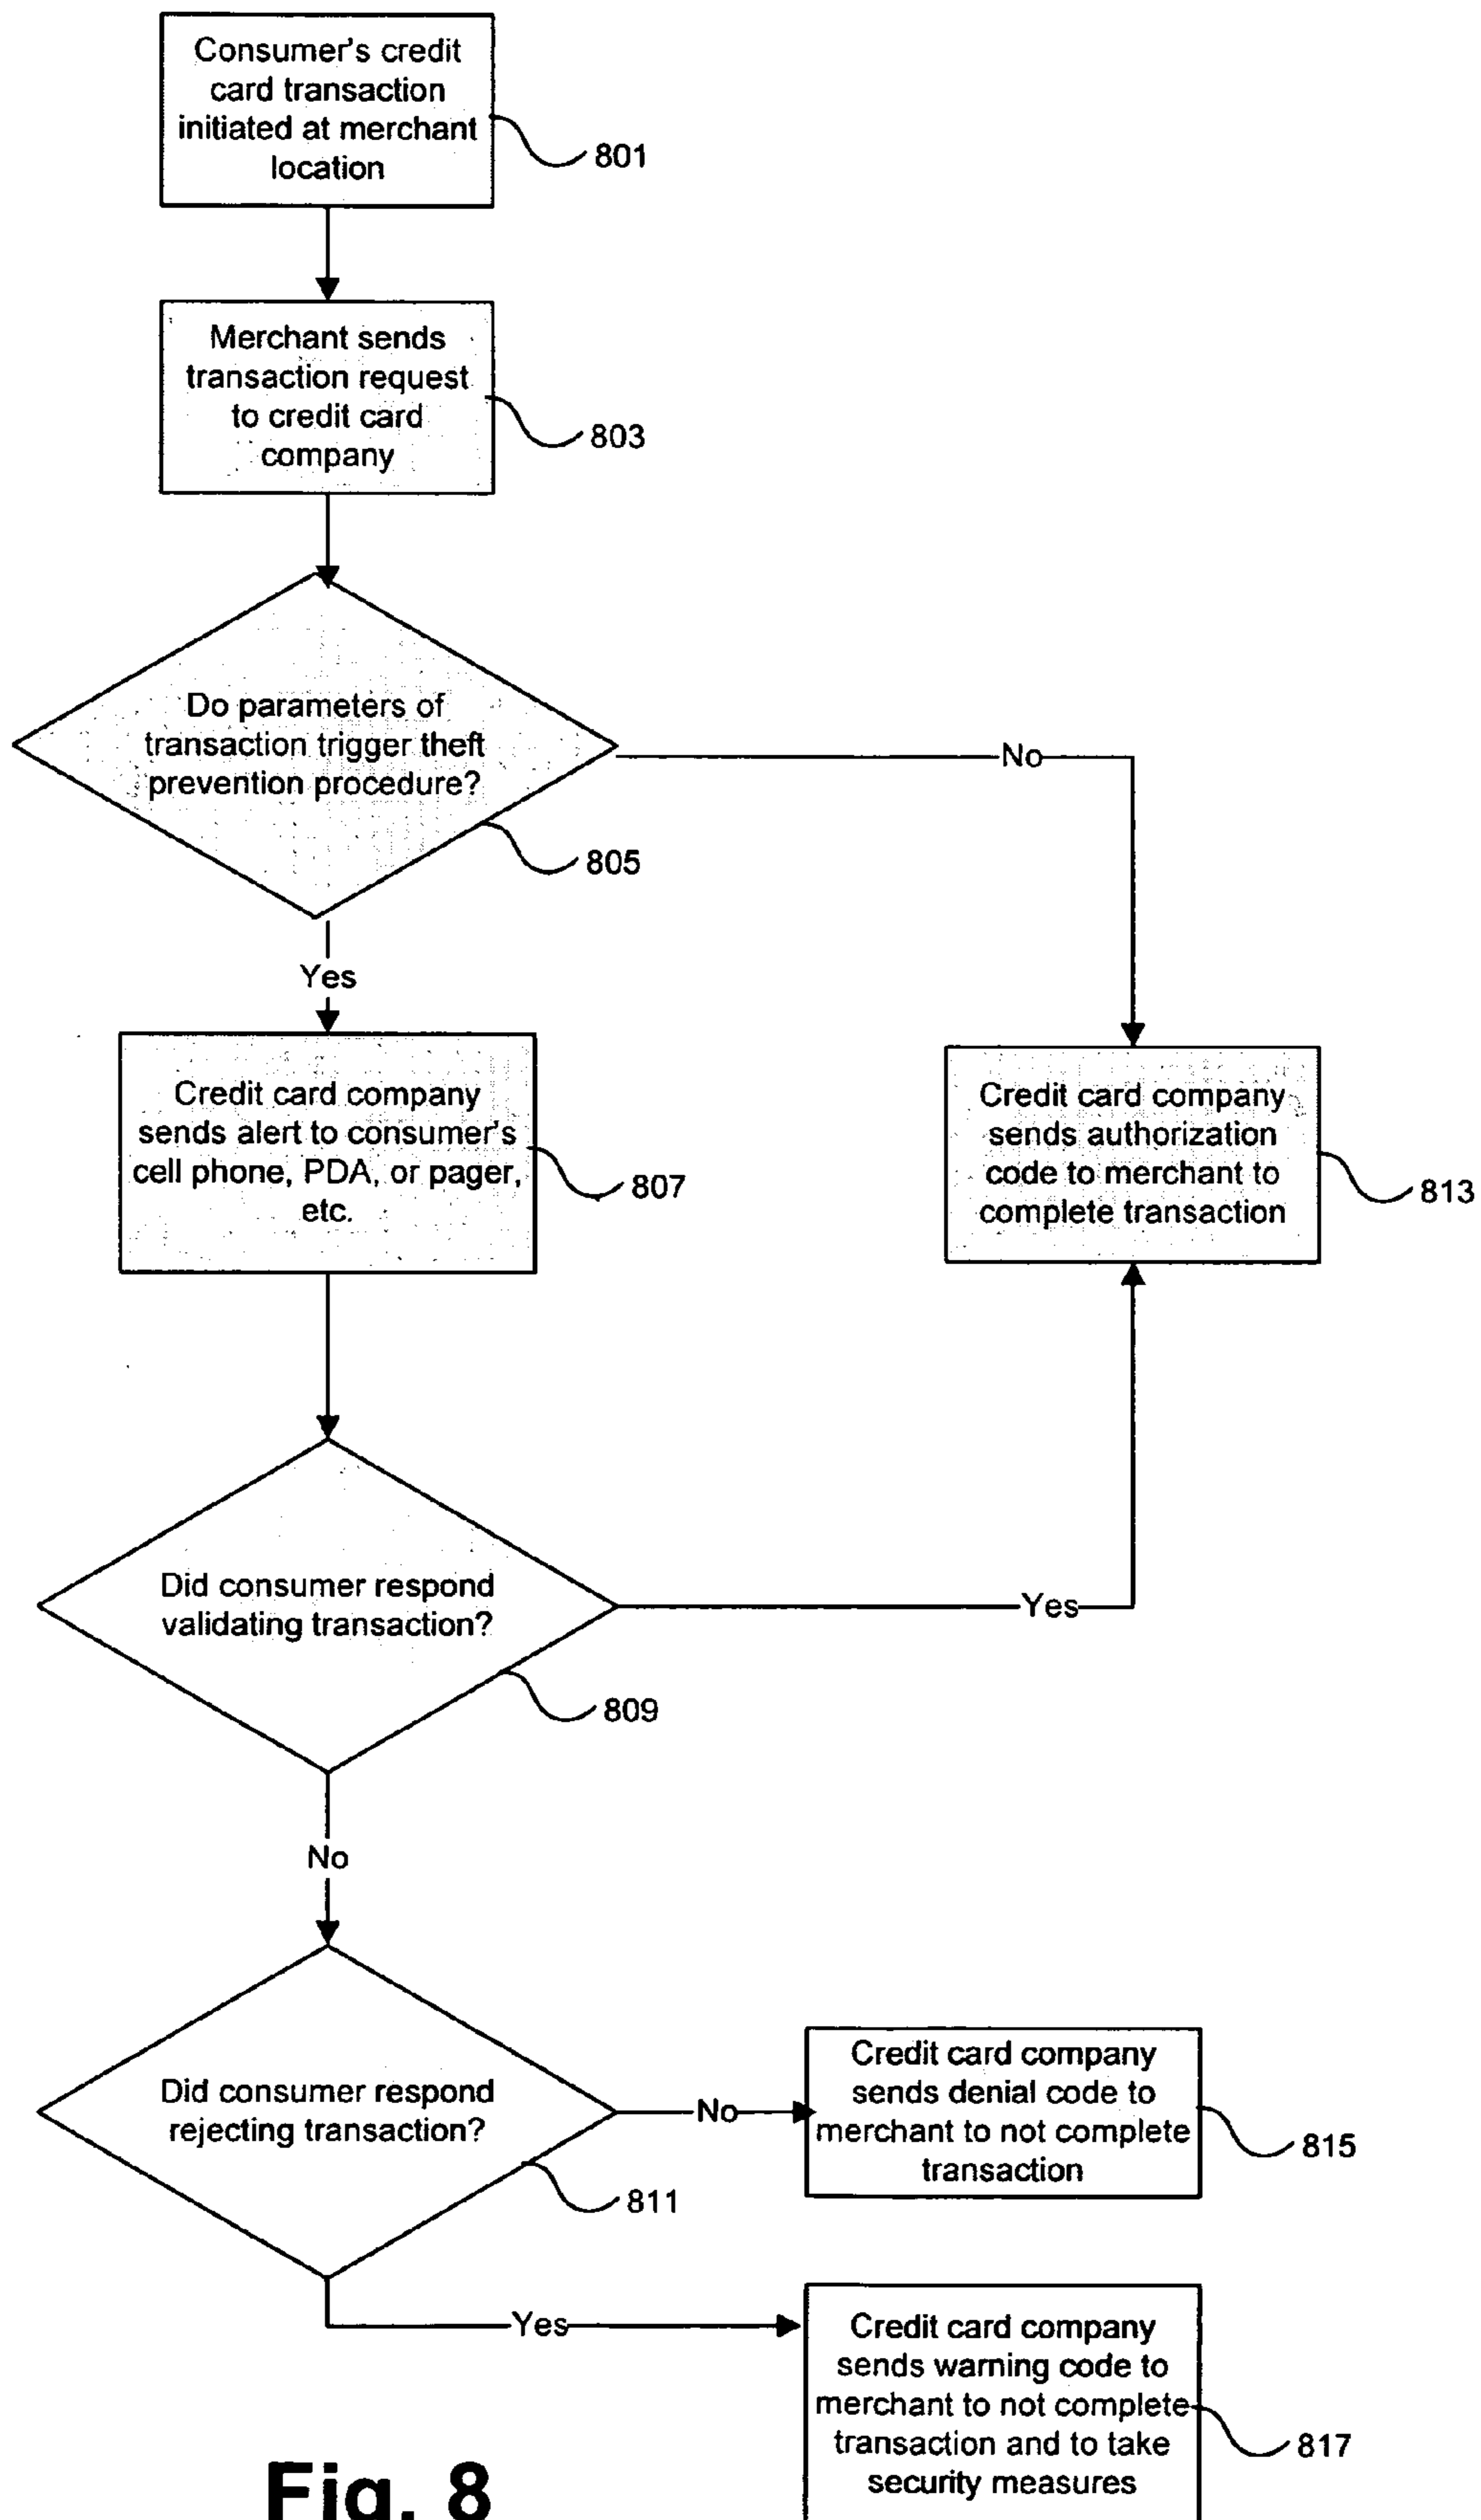 Consumer's credit
card transaction
initiated at merchant
location
801
Merchant sends
transaction request
to credit card
company
803
Do parameters of
transaction trigger theft
prevention procedure?
805
No
Yes
Credit card company
sends alert to consumer's
cell phone, PDA, or pager,
etc.
807
Credit card company
sends authorization
code to merchant to
complete transaction
813
Did consumer respond
validating transaction?
809
Yes
No
Did consumer respond
rejecting transaction?
811
No
Credit card company
sends denial code to
merchant to not complete
transaction
815
Yes
Credit card company
sends warning code to
merchant to not complete
transaction and to take
security measures
817
Fig. 8